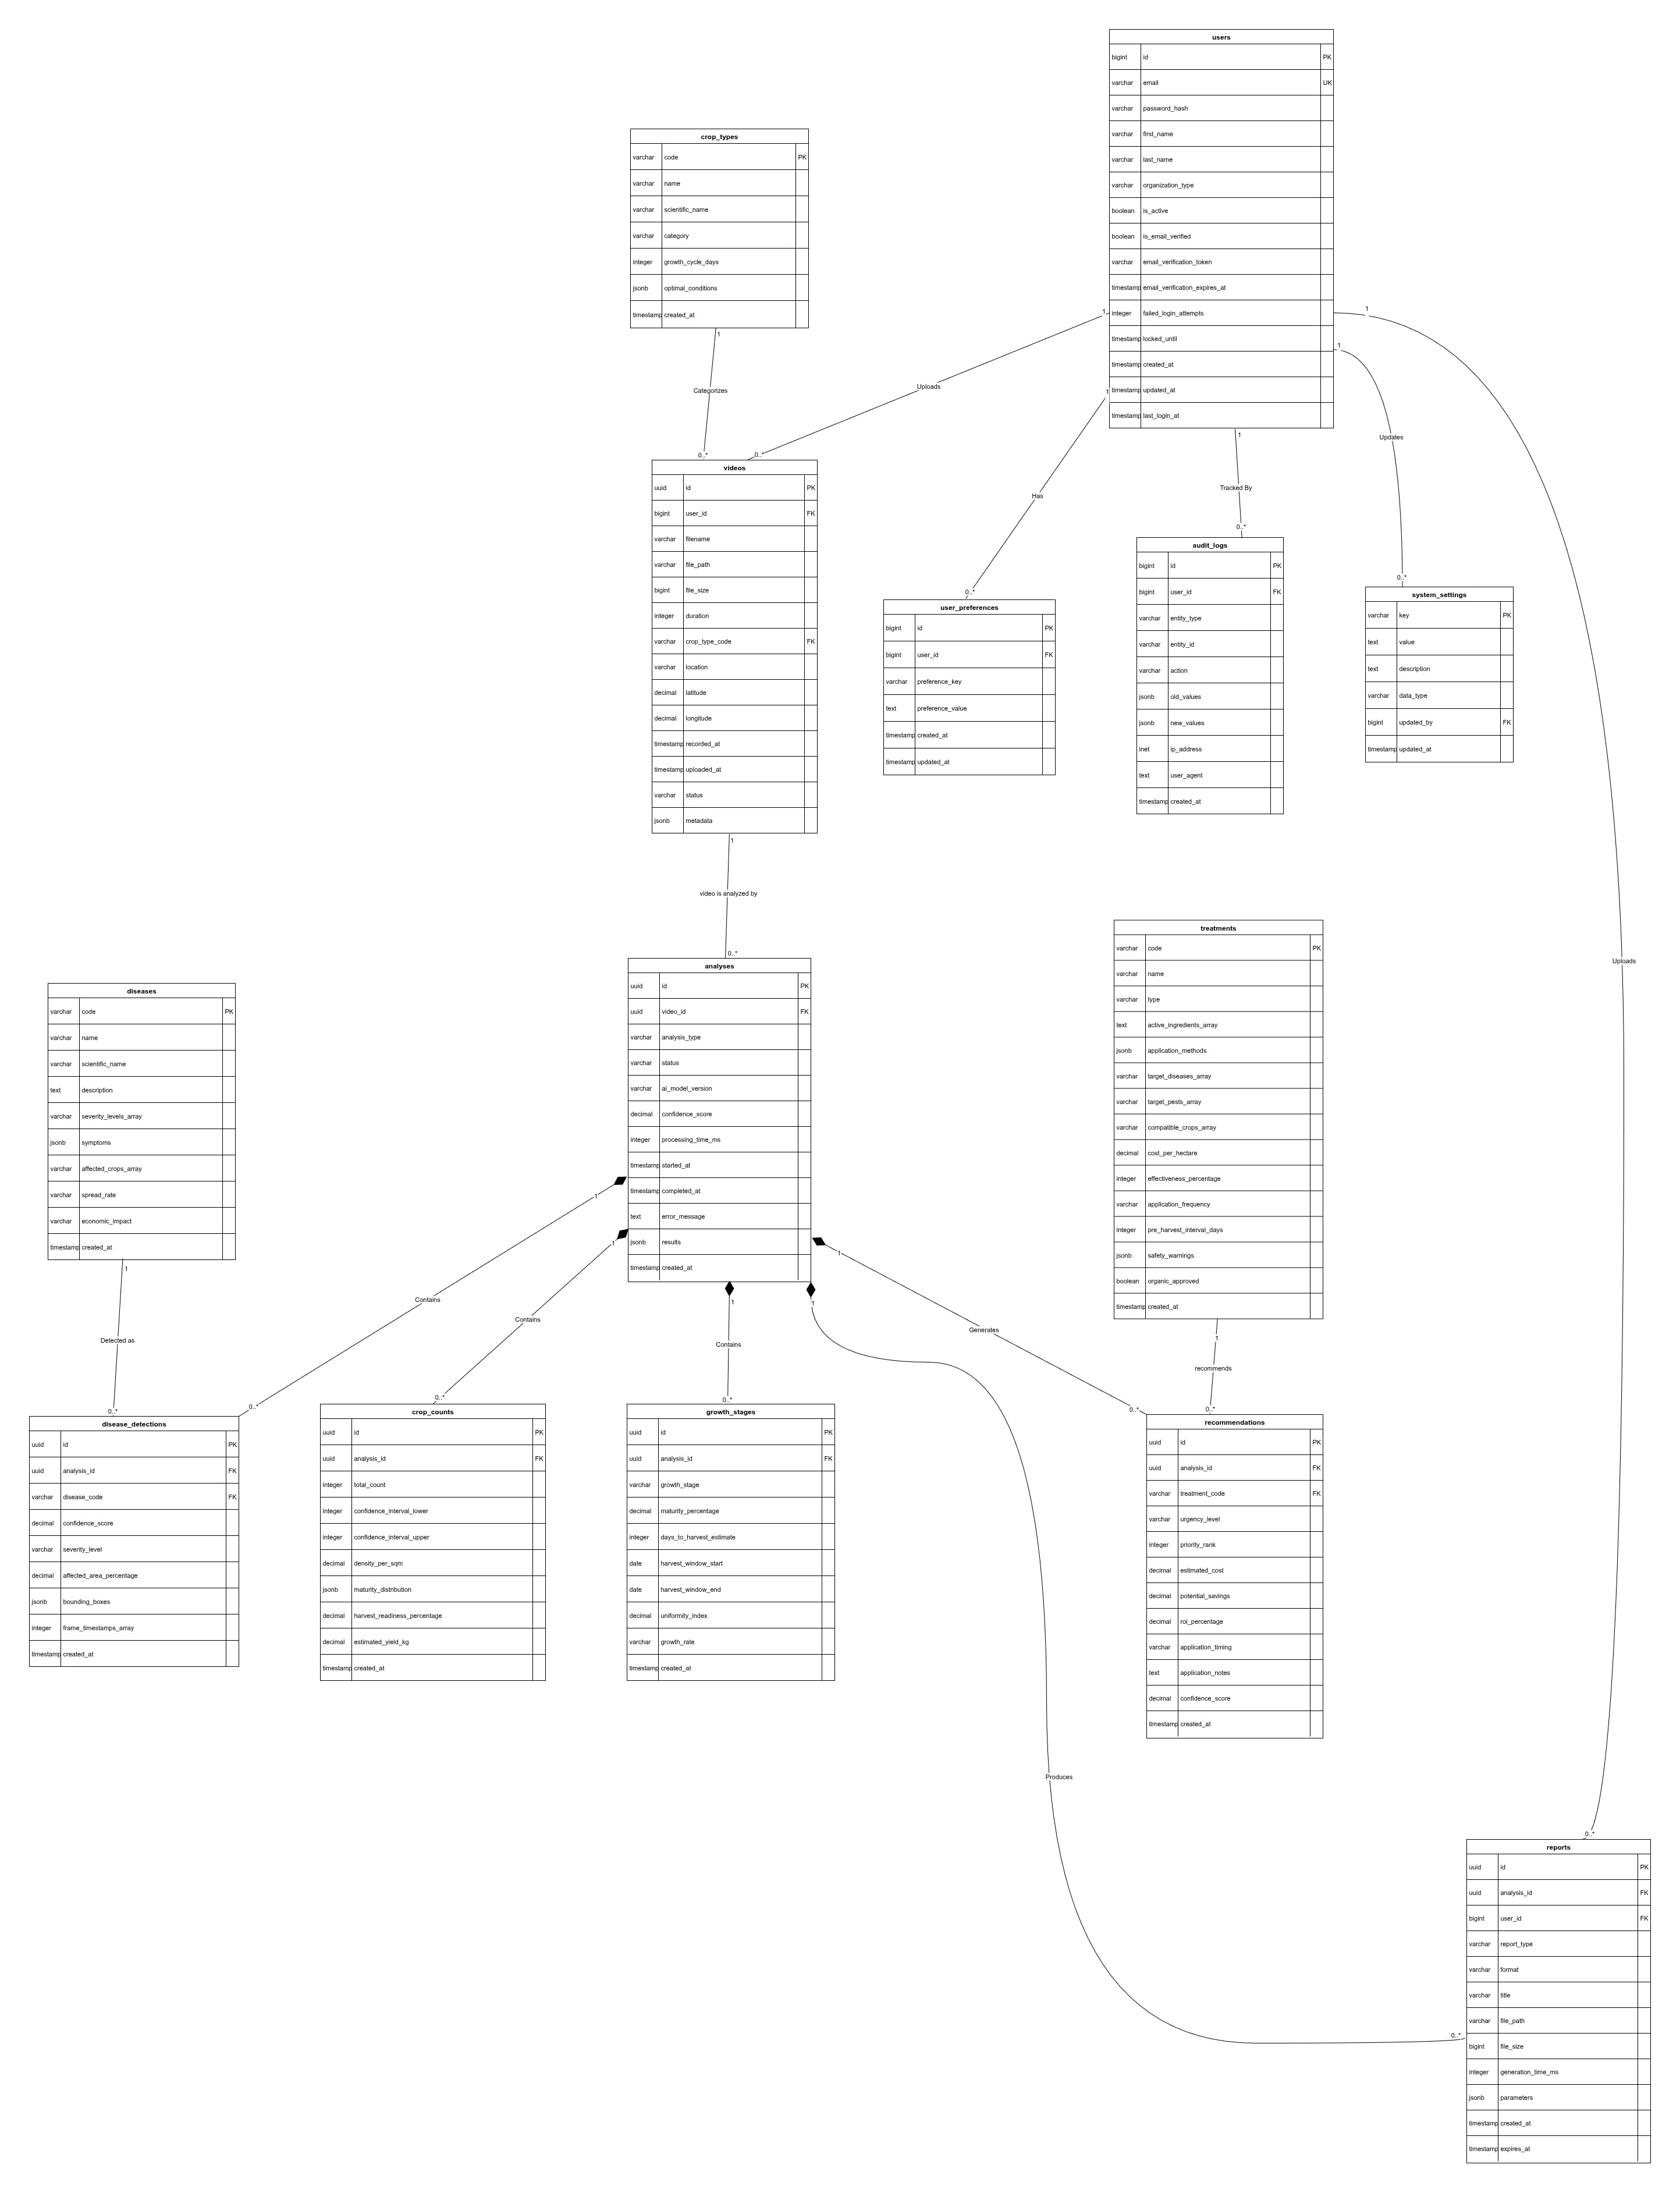 users
bigint id PK
varchar email UK
varchar password_hash
varchar first_name
varchar last_name
varchar organization_type
boolean is_active
boolean is_email_verified
varchar email_verification_token
timestamp email_verification_expires_at
integer failed_login_attempts
timestamp locked_until
timestamp created_at
timestamp updated_at
timestamp last_login_at
crop_types
varchar code PK
varchar name
varchar scientific_name
varchar category
integer growth_cycle_days
jsonb optimal_conditions
timestamp created_at
1
Categorizes
0..*
1
Uploads
0..*
1
Has
0..*
1
Tracked By
0..*
1
Updates
0..*
1
Uploads
0..*
videos
uuid id PK
bigint user_id FK
varchar filename
varchar file_path
bigint file_size
integer duration
varchar crop_type_code FK
varchar location
decimal latitude
decimal longitude
timestamp recorded_at
timestamp uploaded_at
varchar status
jsonb metadata
user_preferences
bigint id PK
bigint user_id FK
varchar preference_key
text preference_value
timestamp created_at
timestamp updated_at
audit_logs
bigint id PK
bigint user_id FK
varchar entity_type
varchar entity_id
varchar action
jsonb old_values
jsonb new_values
inet ip_address
text user_agent
timestamp created_at
system_settings
varchar key PK
text value
text description
varchar data_type
bigint updated_by FK
timestamp updated_at
1
video is analyzed by
0..*
diseases
varchar code PK
varchar name
varchar scientific_name
text description
varchar severity_levels_array
jsonb symptoms
varchar affected_crops_array
varchar spread_rate
varchar economic_impact
timestamp created_at
analyses
uuid id PK
uuid video_id FK
varchar analysis_type
varchar status
varchar ai_model_version
decimal confidence_score
integer processing_time_ms
timestamp started_at
timestamp completed_at
text error_message
jsonb results
timestamp created_at
treatments
varchar code PK
varchar name
varchar type
text active_ingredients_array
jsonb application_methods
varchar target_diseases_array
varchar target_pests_array
varchar compatible_crops_array
decimal cost_per_hectare
integer effectiveness_percentage
varchar application_frequency
integer pre_harvest_interval_days
jsonb safety_warnings
boolean organic_approved
timestamp created_at
1
Detected as
0..*
1
Contains
0..*
1
Contains
0..*
1
Contains
0..*
1
Generates
0..*
1
recommends
0..*
1
Produces
0..*
disease_detections
uuid id PK
uuid analysis_id FK
varchar disease_code FK
decimal confidence_score
varchar severity_level
decimal affected_area_percentage
jsonb bounding_boxes
integer frame_timestamps_array
timestamp created_at
crop_counts
uuid id PK
uuid analysis_id FK
integer total_count
integer confidence_interval_lower
integer confidence_interval_upper
decimal density_per_sqm
jsonb maturity_distribution
decimal harvest_readiness_percentage
decimal estimated_yield_kg
timestamp created_at
growth_stages
uuid id PK
uuid analysis_id FK
varchar growth_stage
decimal maturity_percentage
integer days_to_harvest_estimate
date harvest_window_start
date harvest_window_end
decimal uniformity_index
varchar growth_rate
timestamp created_at
recommendations
uuid id PK
uuid analysis_id FK
varchar treatment_code FK
varchar urgency_level
integer priority_rank
decimal estimated_cost
decimal potential_savings
decimal roi_percentage
varchar application_timing
text application_notes
decimal confidence_score
timestamp created_at
reports
uuid id PK
uuid analysis_id FK
bigint user_id FK
varchar report_type
varchar format
varchar title
varchar file_path
bigint file_size
integer generation_time_ms
jsonb parameters
timestamp created_at
timestamp expires_at